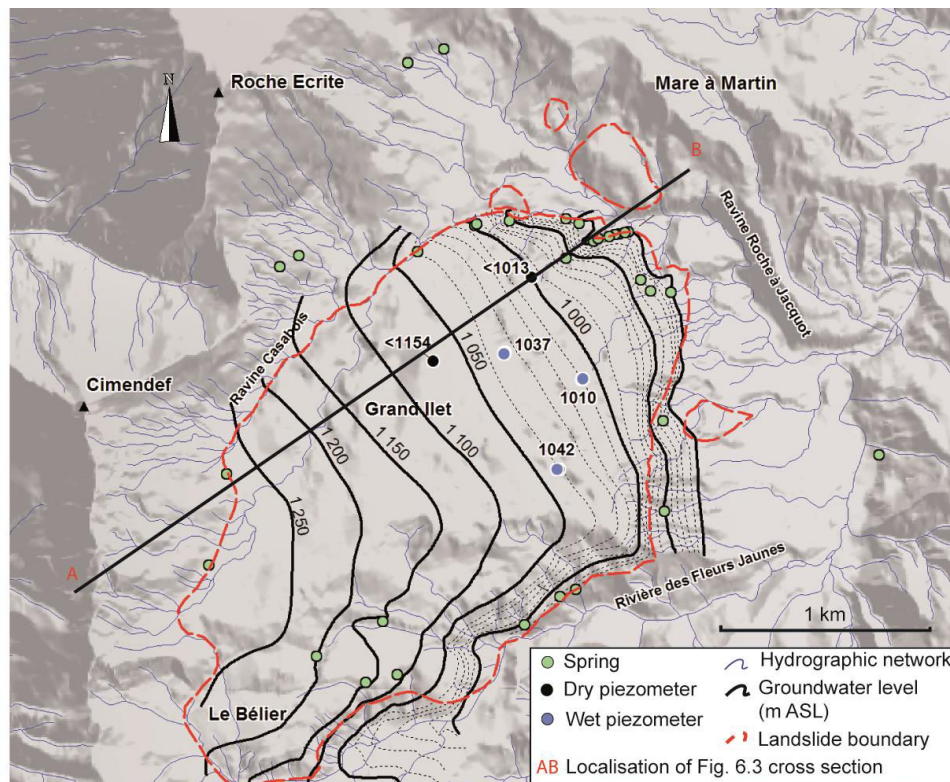 Roche Ecrite
Mare à Martin
N
B
Ravine Roche à Jacquot
<1013
1 000
Ravine Casabois
<1154
1037
1 050
1010
Cimendef
Grand Ilet
1 100
1 150
1 200
1042
1 250
A
Rivière des Fleurs Jaunes
1 km
Le Bélier
Spring
Dry piezometer
Wet piezometer
Hydrographic network
Groundwater level
(m ASL)
Landslide boundary
AB Localisation of Fig. 6.3 cross section